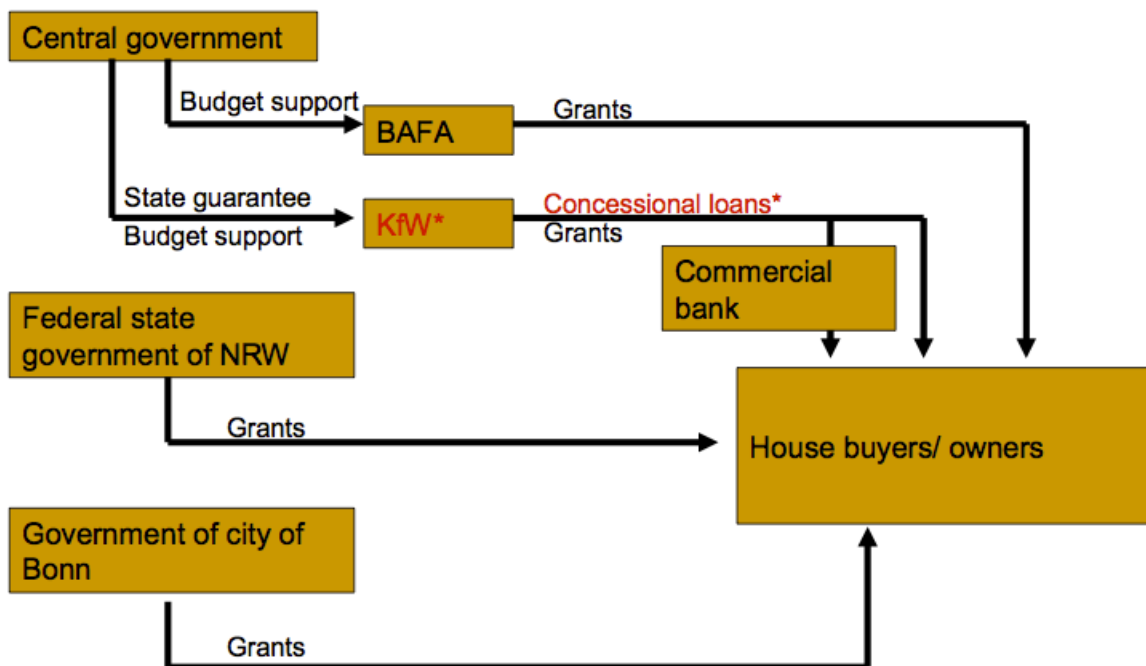 Central government
Budget support
BAFA
Grants
State guarantee
Budget support
KfW*
Concessional loans*
Grants
Commercial
bank
Federal state
government of NRW
Grants
House buyers/ owners
Government of city of
Bonn
Grants